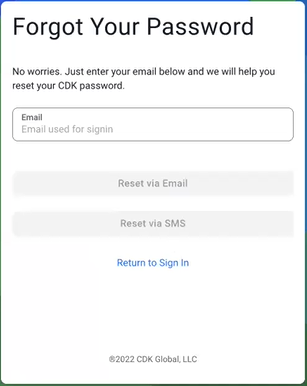 Forgot Your Password
No worries. Just enter your email below and we will help you
reset your CDK password.
Email
Email used for signin
Reset via Email
Reset via SMS
Return to Sign In
®2022 CDK Global, LLC